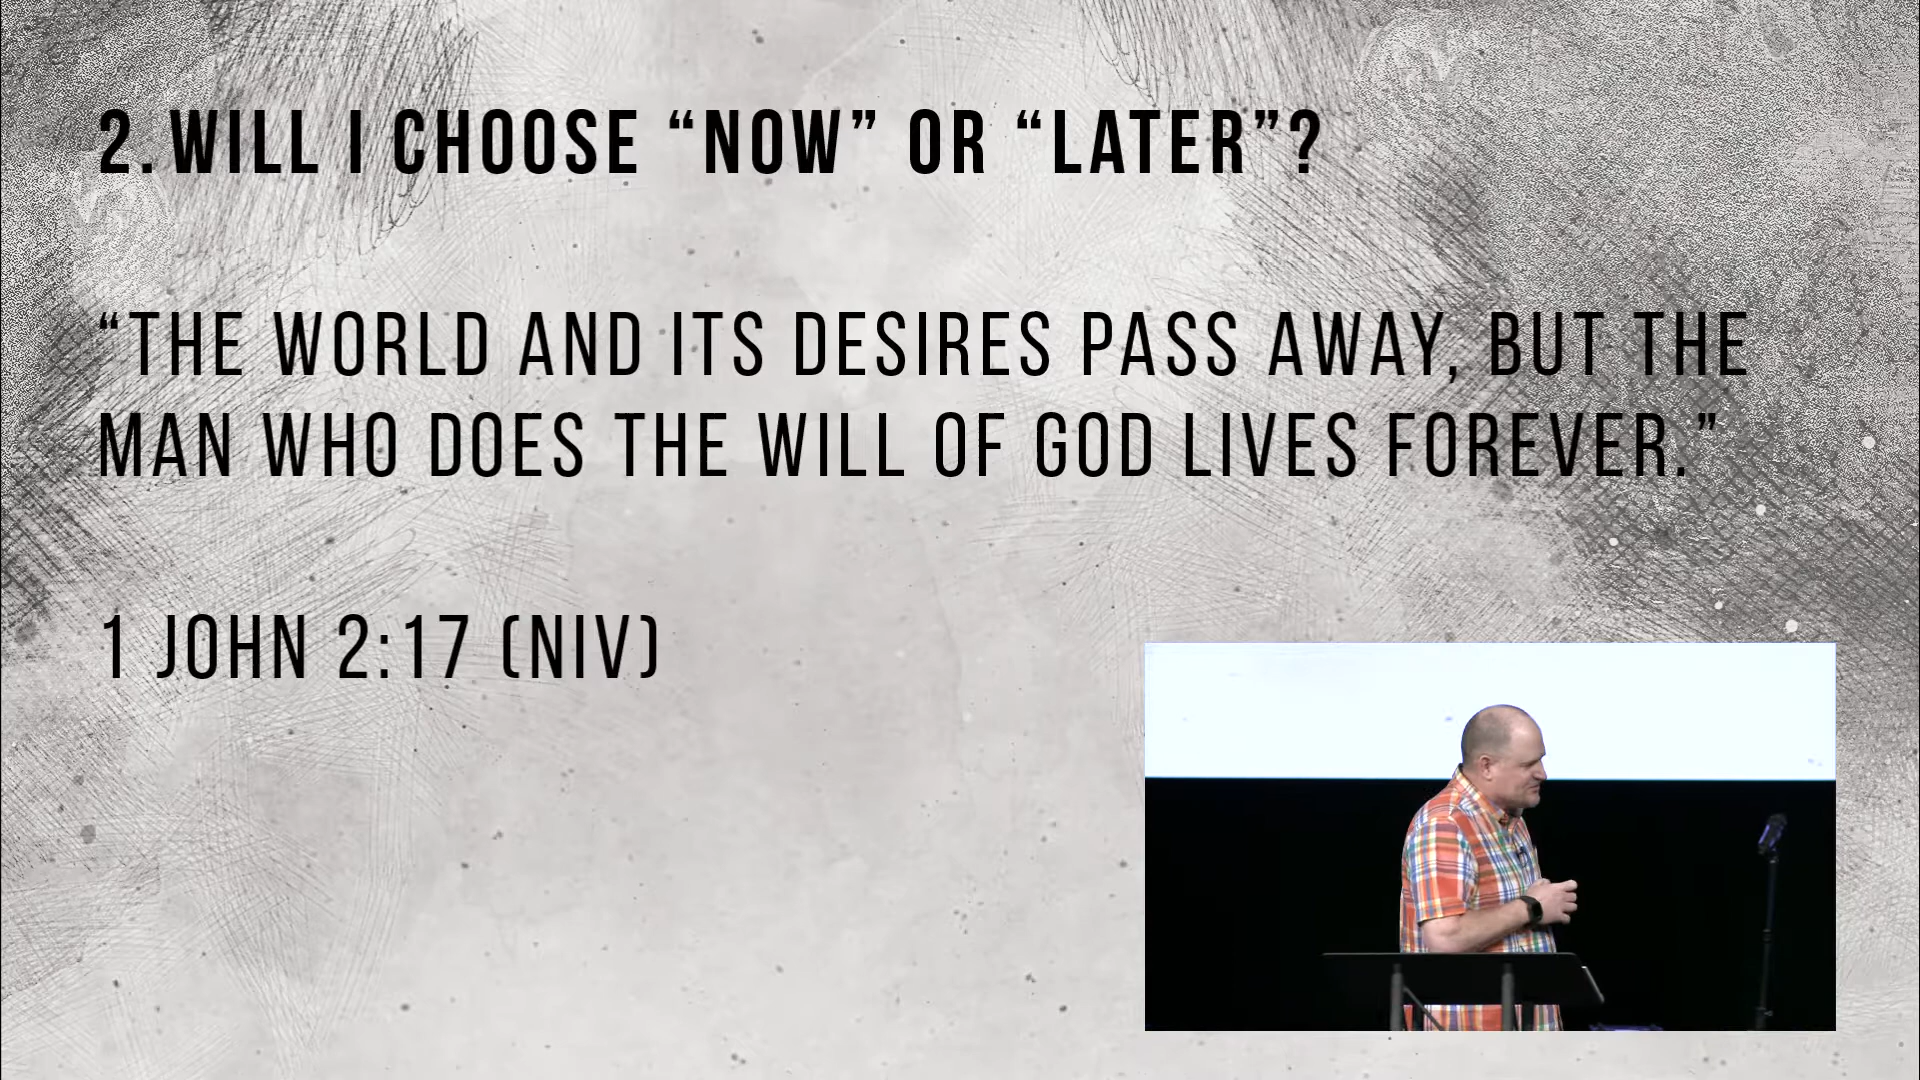 2. WILL I CHOOSE “NOW” OR “LATER”?
“THE WORLD AND ITS DESIRES PASS AWAY, BUT THE
MAN WHO DOES THE WILL OF GOD LIVES FOREVER.”
1 JOHN 2:17 (NIV)